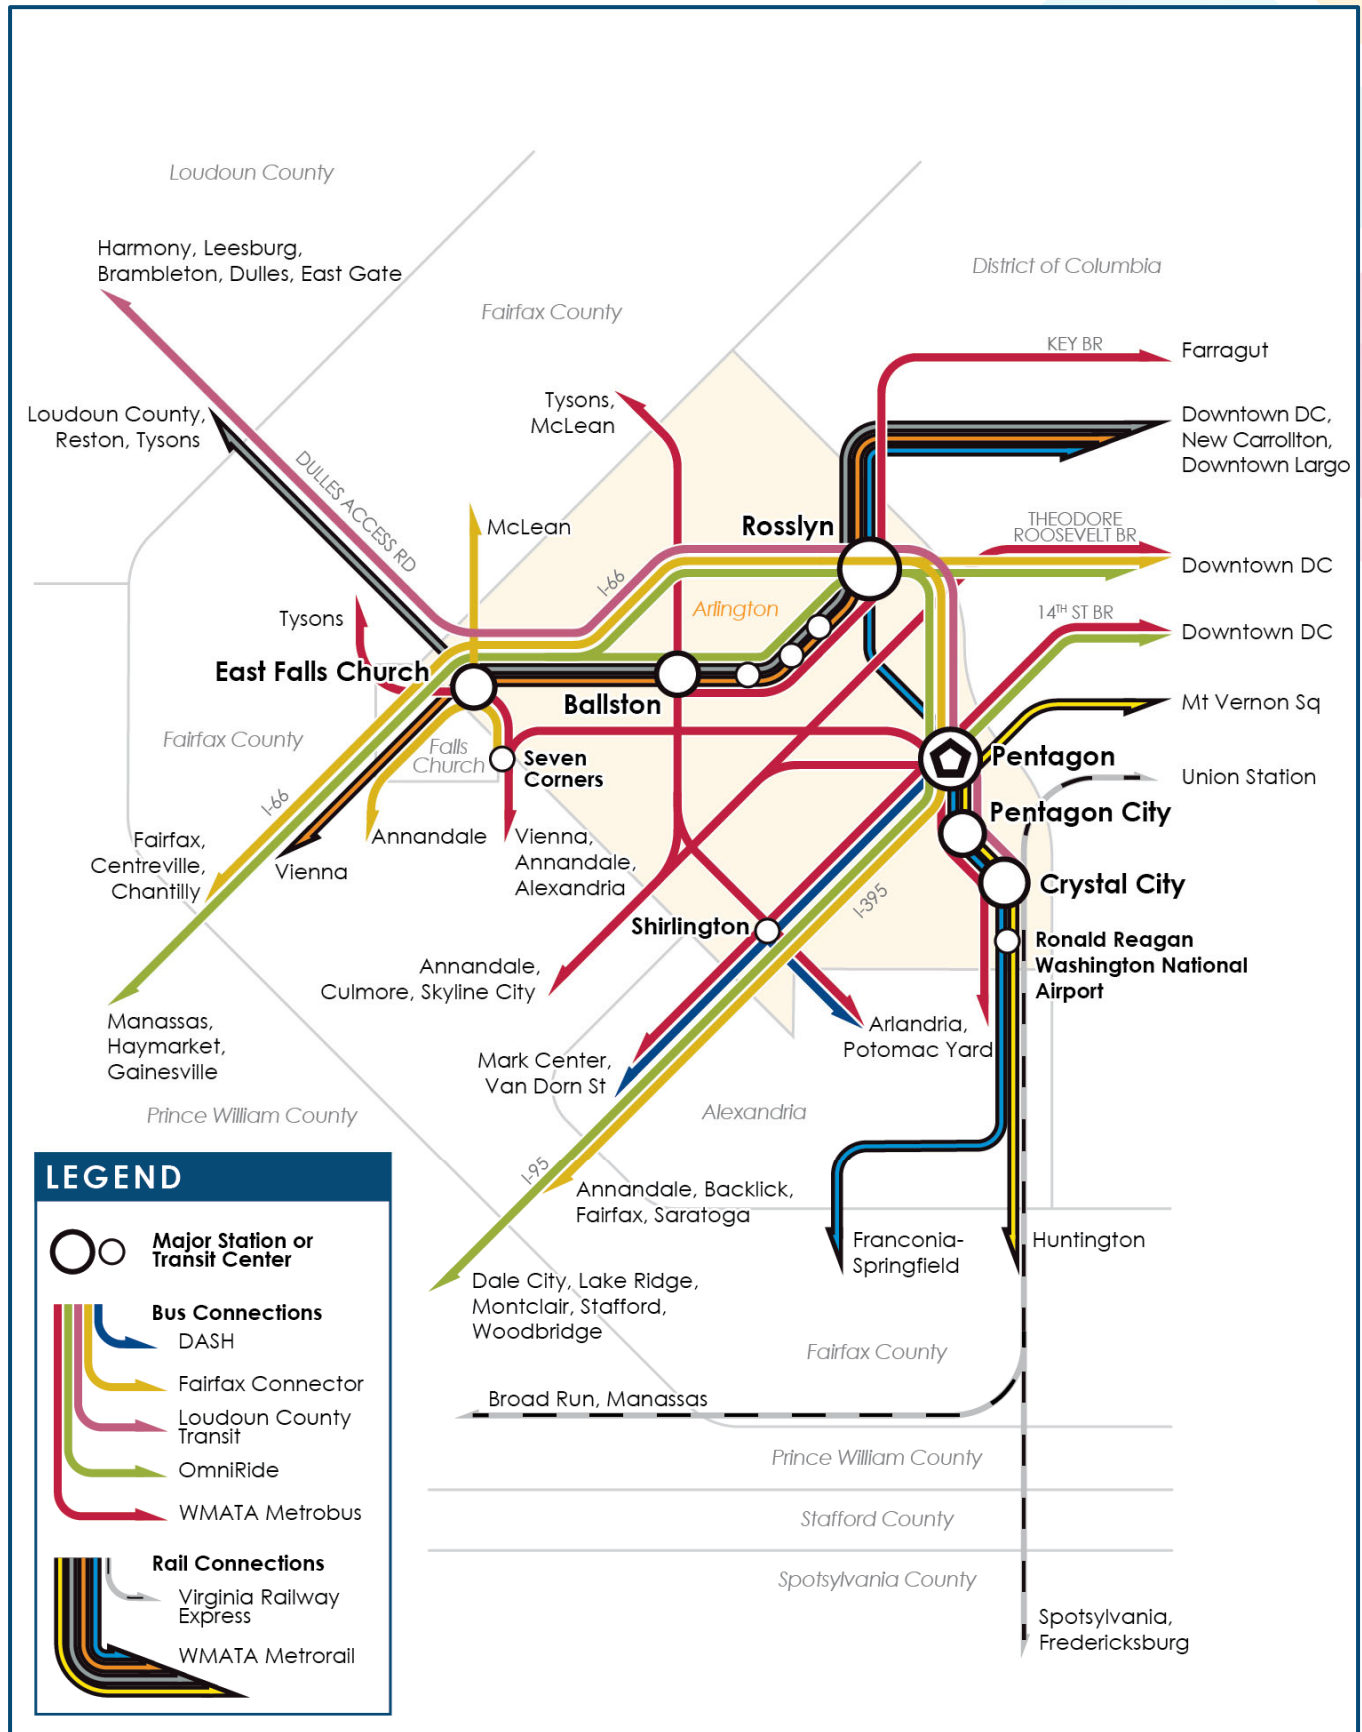 Loudoun County
Harmony, Leesburg,
Brambleton, Dulles, East Gate
District of Columbia
Fairfax County
KEY BR
Farragut
Tysons,
McLean
Loudoun County,
Reston, Tysons
Downtown DC,
New Carrollton,
Downtown Largo
DULLES ACCESS RD
McLean
Rosslyn
THEODORE
ROOSEVELT BR
Downtown DC
I-66
Arlington
Tysons
14TH ST BR
Downtown DC
East Falls Church
Ballston
Mt Vernon Sq
Fairfax County
Falls
Church
Seven
Corners
Pentagon
Union Station
I-66
Pentagon City
Fairfax,
Centreville,
Chantilly
Vienna
Annandale
Vienna,
Annandale,
Alexandria
Crystal City
I-395
Shirlington
Ronald Reagan
Washington National
Airport
Annandale,
Culmore, Skyline City
Manassas,
Haymarket,
Gainesville
Arlandria,
Potomac Yard
Mark Center,
Van Dorn St
Prince William County
Alexandria
I-95
Annandale, Backlick,
Fairfax, Saratoga
Franconia-
Springfield
Huntington
Dale City, Lake Ridge,
Montclair, Stafford,
Woodbridge
Fairfax County
Broad Run, Manassas
Prince William County
Stafford County
Spotsylvania County
Spotsylvania,
Fredericksburg
LEGEND
Major Station or
Transit Center
Bus Connections
DASH
Fairfax Connector
Loudoun County
Transit
OmniRide
WMATA Metrobus
Rail Connections
Virginia Railway
Express
WMATA Metrorail